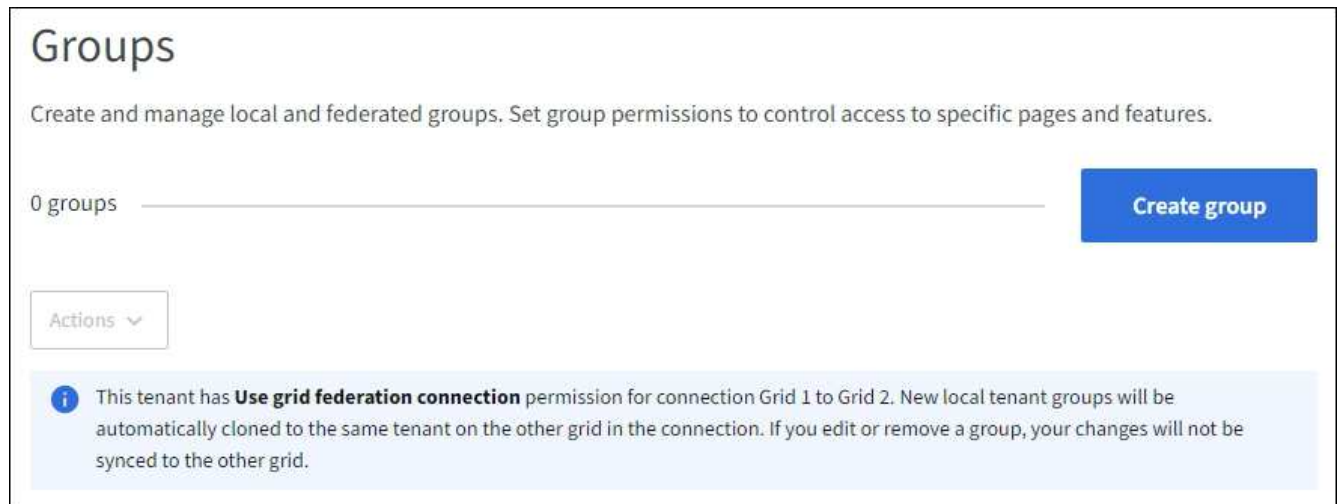 Groups
Create and manage local and federated groups. Set group permissions to control access to specific pages and features.
0 groups
Create group
Actions
This tenant has Use grid federation connection permission for connection Grid 1 to Grid 2. New local tenant groups will be
automatically cloned to the same tenant on the other grid in the connection. If you edit or remove a group, your changes will not be
synced to the other grid.